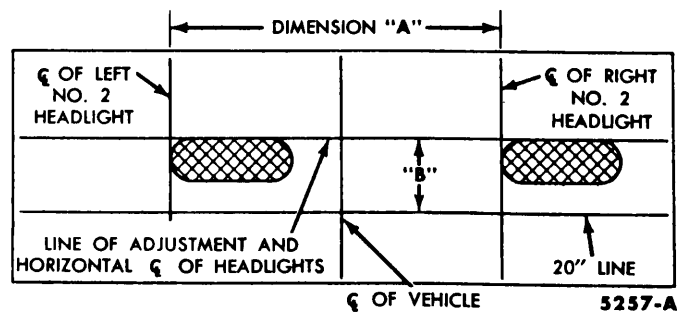 DIMENSION "A"
℄ OF LEFT
NO. 2
HEADLIGHT
℄ OF RIGHT
NO. 2
HEADLIGHT
"B"
LINE OF ADJUSTMENT AND
HORIZONTAL ℄ OF HEADLIGHTS
20" LINE
℄ OF VEHICLE
5257-A